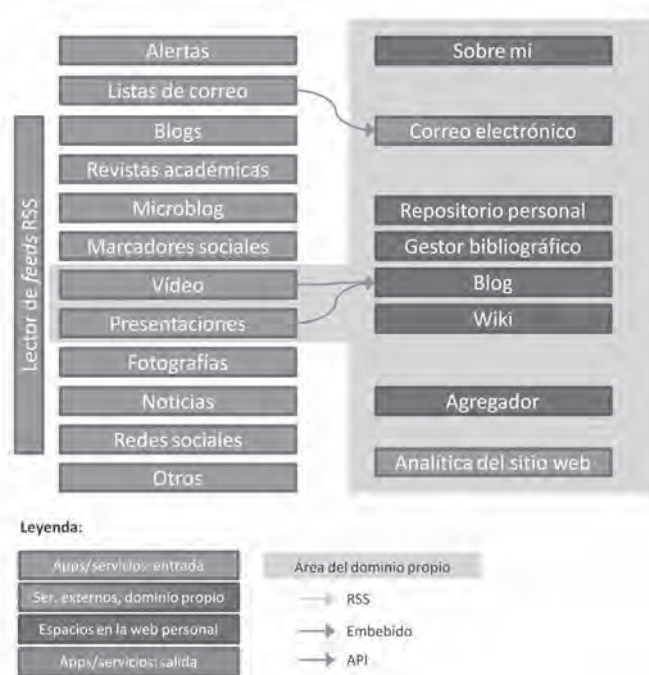 Lector de feeds RSS
Alertas
Listas de correo
Blogs
Revistas académicas
Microblog
Marcadores sociales
Vídeo
Presentaciones
Fotografías
Noticias
Redes sociales
Otros
Sobre mí
Correo electrónico
Repositorio personal
Gestor bibliográfico
Blog
Wiki
Agregador
Analítica del sitio web
Leyenda:
Apps/servicios: entrada
Ser. externos, dominio propio
Espacios en la web personal
Apps/servicios: salida
Área del dominio propio
RSS
Embebido
API